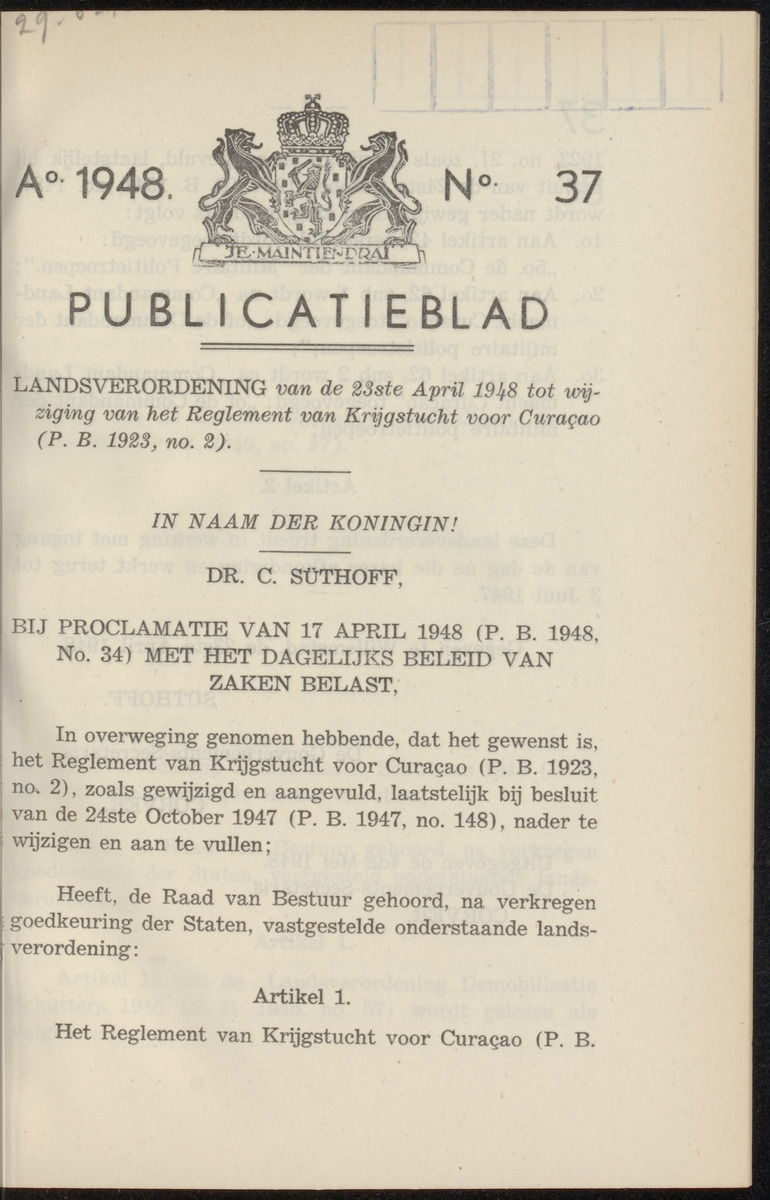 A⁰· 1948. N⁰· 37
JE·MAINTIENDRAI
PUBLICATIEBLAD
LANDSVERORDENING van de 23ste April 1948 tot wij-
ziging van het Reglement van Krijgstucht voor Curaçao
(P. B. 1923, no. 2).
IN NAAM DER KONINGIN!
DR. C. SÜTHOFF,
BIJ PROCLAMATIE VAN 17 APRIL 1948 (P. B. 1948,
No. 34) MET HET DAGELIJKS BELEID VAN
ZAKEN BELAST,
In overweging genomen hebbende, dat het gewenst is,
het Reglement van Krijgstucht voor Curaçao (P. B. 1923,
no. 2), zoals gewijzigd en aangevuld, laatstelijk bij besluit
van de 24ste October 1947 (P. B. 1947, no. 148), nader te
wijzigen en aan te vullen;
Heeft, de Raad van Bestuur gehoord, na verkregen
goedkeuring der Staten, vastgestelde onderstaande lands-
verordening:
Artikel 1.
Het Reglement van Krijgstucht voor Curaçao (P. B.